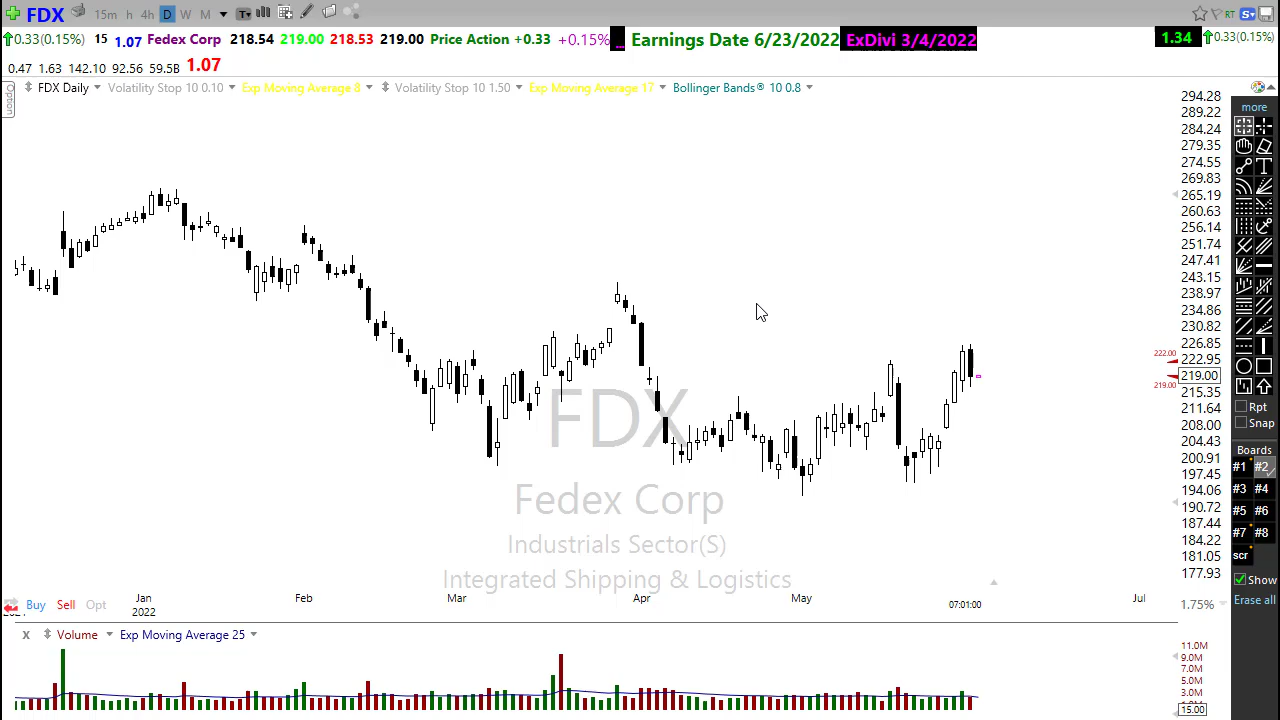 FDX 15m h 4h D W M T RT S
0.33(0.15%) 15 1.07 Fedex Corp 218.54 219.00 218.53 219.00 Price Action +0.33 +0.15% ... Earnings Date 6/23/2022 ExDivi 3/4/2022 1.34 0.33(0.15%)
0.47 1.63 142.10 92.56 59.5B 1.07
Option
FDX Daily Volatility Stop 10 0.10 Exp Moving Average 8 Volatility Stop 10 1.50 Exp Moving Average 17 Bollinger Bands® 10 0.8
294.28
289.22
284.24
279.35
274.55
269.83
265.19
260.63
256.14
251.74
247.41
243.15
238.97
234.86
230.82
226.85
222.95
219.00
215.35
211.64
208.00
204.43
200.91
197.45
194.06
190.72
187.44
184.22
181.05
177.93
222.00
219.00
more
T
Rpt
Snap
Boards
#1 #2
#3 #4
#5 #6
#7 #8
scr
Show
Erase all
FDX
Fedex Corp
Industrials Sector(S)
Integrated Shipping & Logistics
Buy Sell Opt
Jan Feb Mar Apr May Jul
2022
07:01:00
1.75%
X Volume Exp Moving Average 25
11.0M
9.0M
7.0M
5.0M
3.0M
15.00